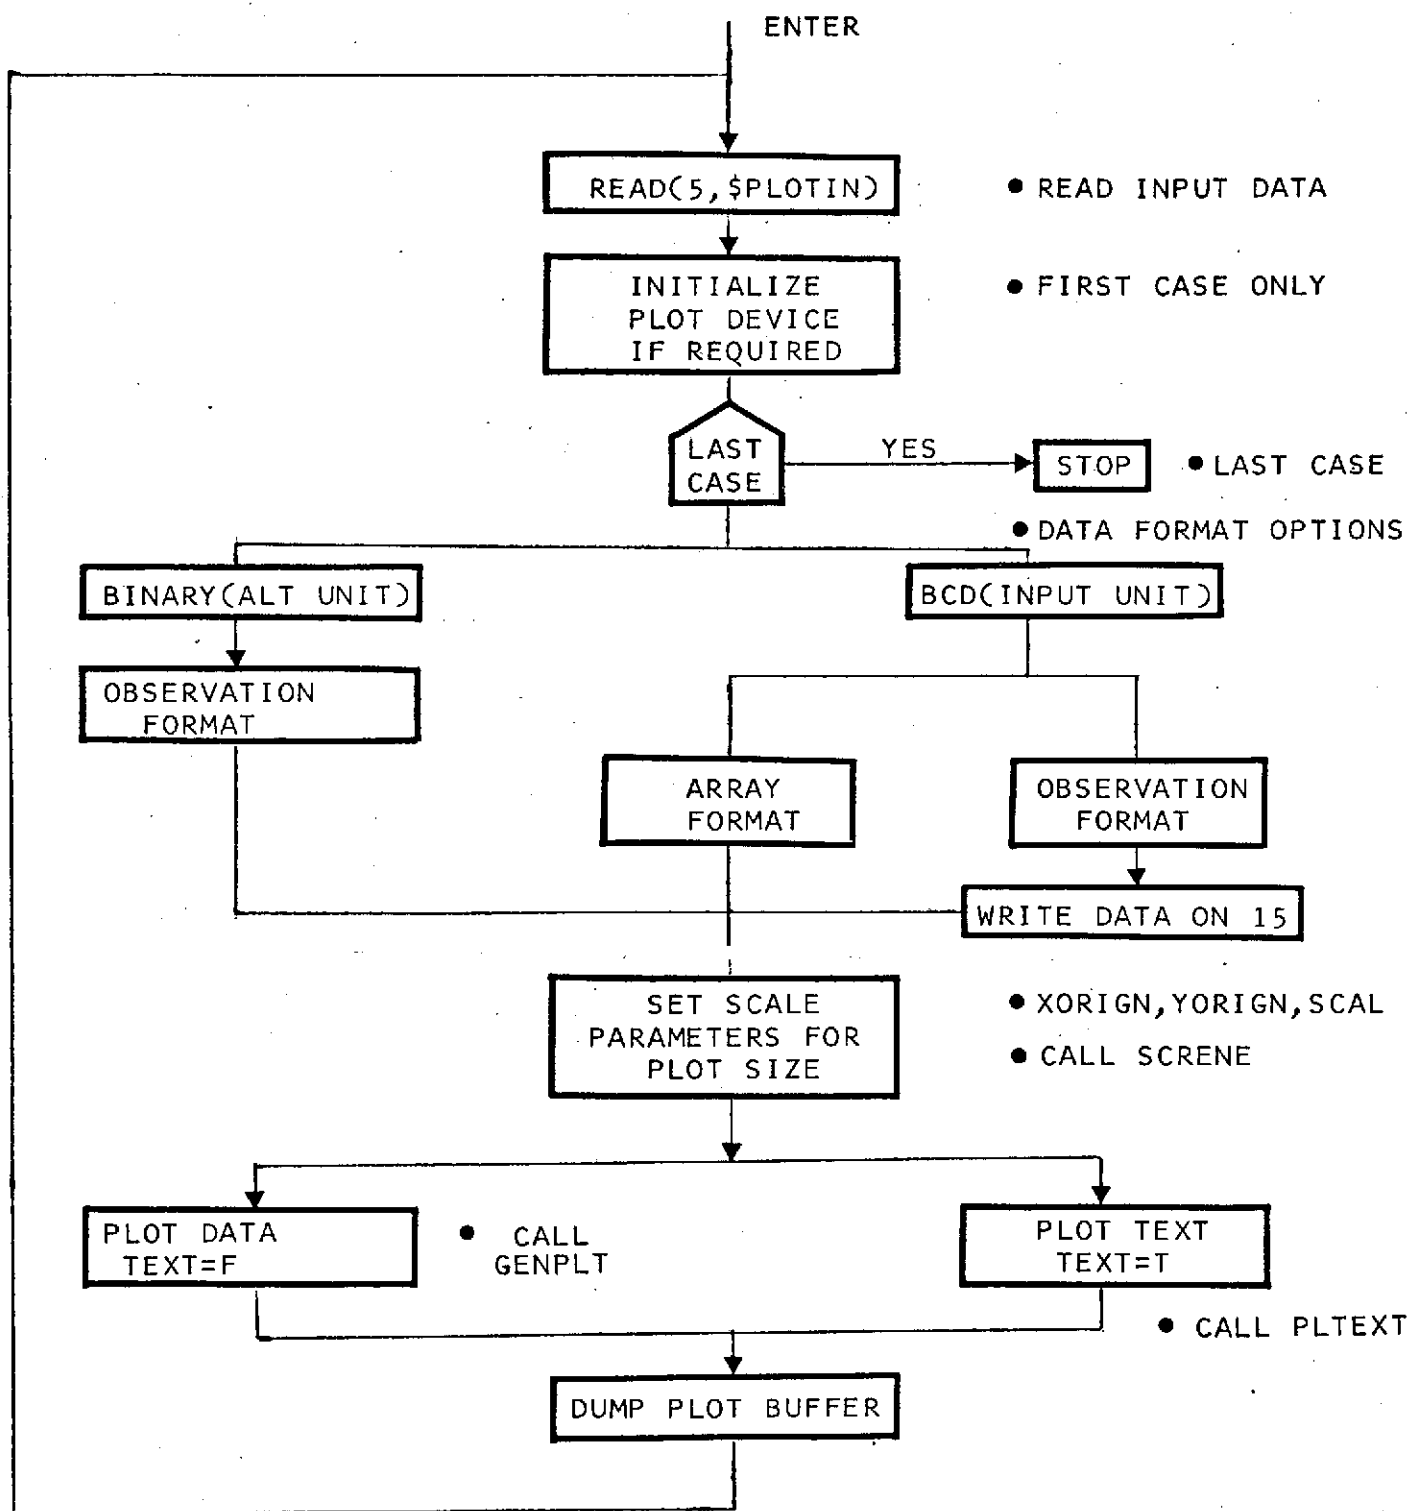 ENTER
READ(5,$PLOTIN)
● READ INPUT DATA
INITIALIZE
PLOT DEVICE
IF REQUIRED
● FIRST CASE ONLY
LAST
CASE
YES
STOP
● LAST CASE
● DATA FORMAT OPTIONS
BINARY(ALT UNIT)
BCD(INPUT UNIT)
OBSERVATION
FORMAT
ARRAY
FORMAT
OBSERVATION
FORMAT
WRITE DATA ON 15
SET SCALE
PARAMETERS FOR
PLOT SIZE
● XORIGN,YORIGN,SCAL
● CALL SCRENE
PLOT DATA
TEXT=F
● CALL
GENPLT
PLOT TEXT
TEXT=T
● CALL PLTEXT
DUMP PLOT BUFFER